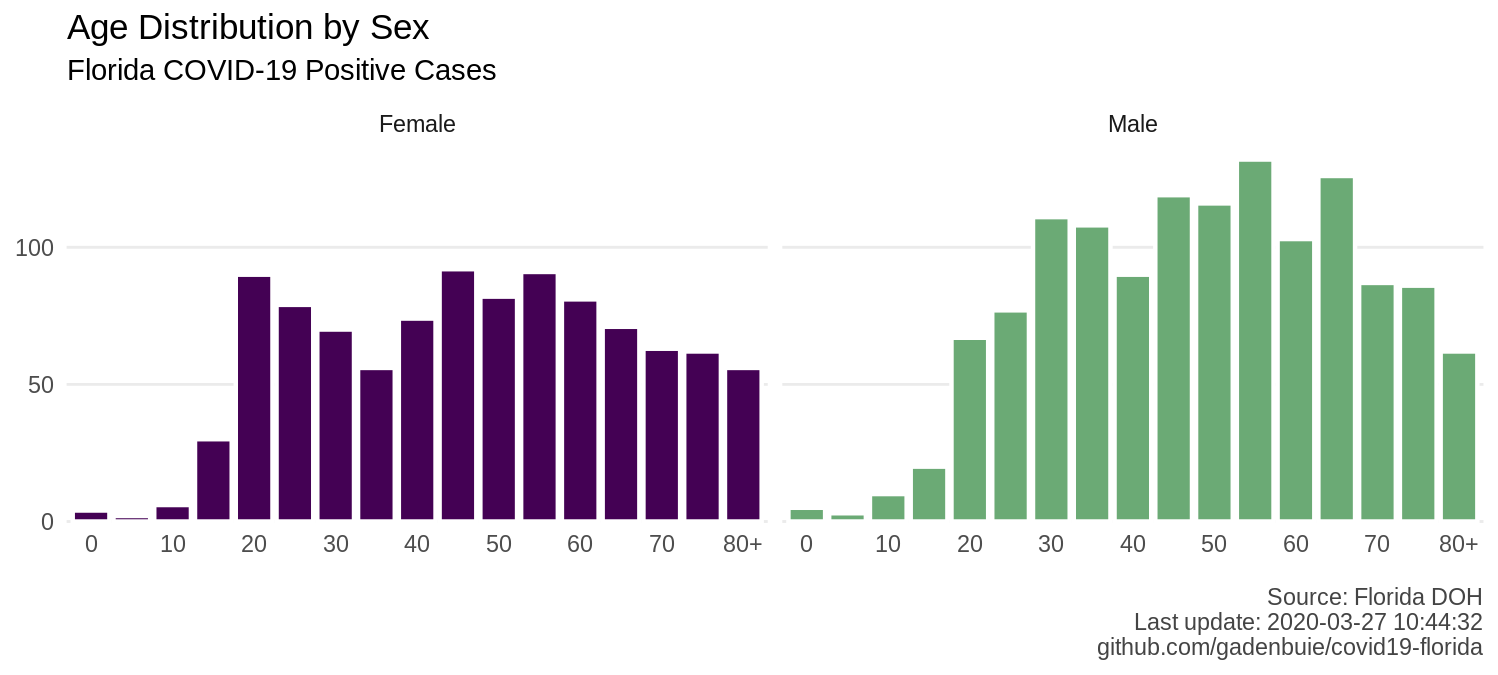 Age Distribution by Sex
Florida COVID-19 Positive Cases
Female
Male
100
50
0
0 10 20 30 40 50 60 70 80+
0 10 20 30 40 50 60 70 80+
Source: Florida DOH
Last update: 2020-03-27 10:44:32
github.com/gadenbuie/covid19-florida